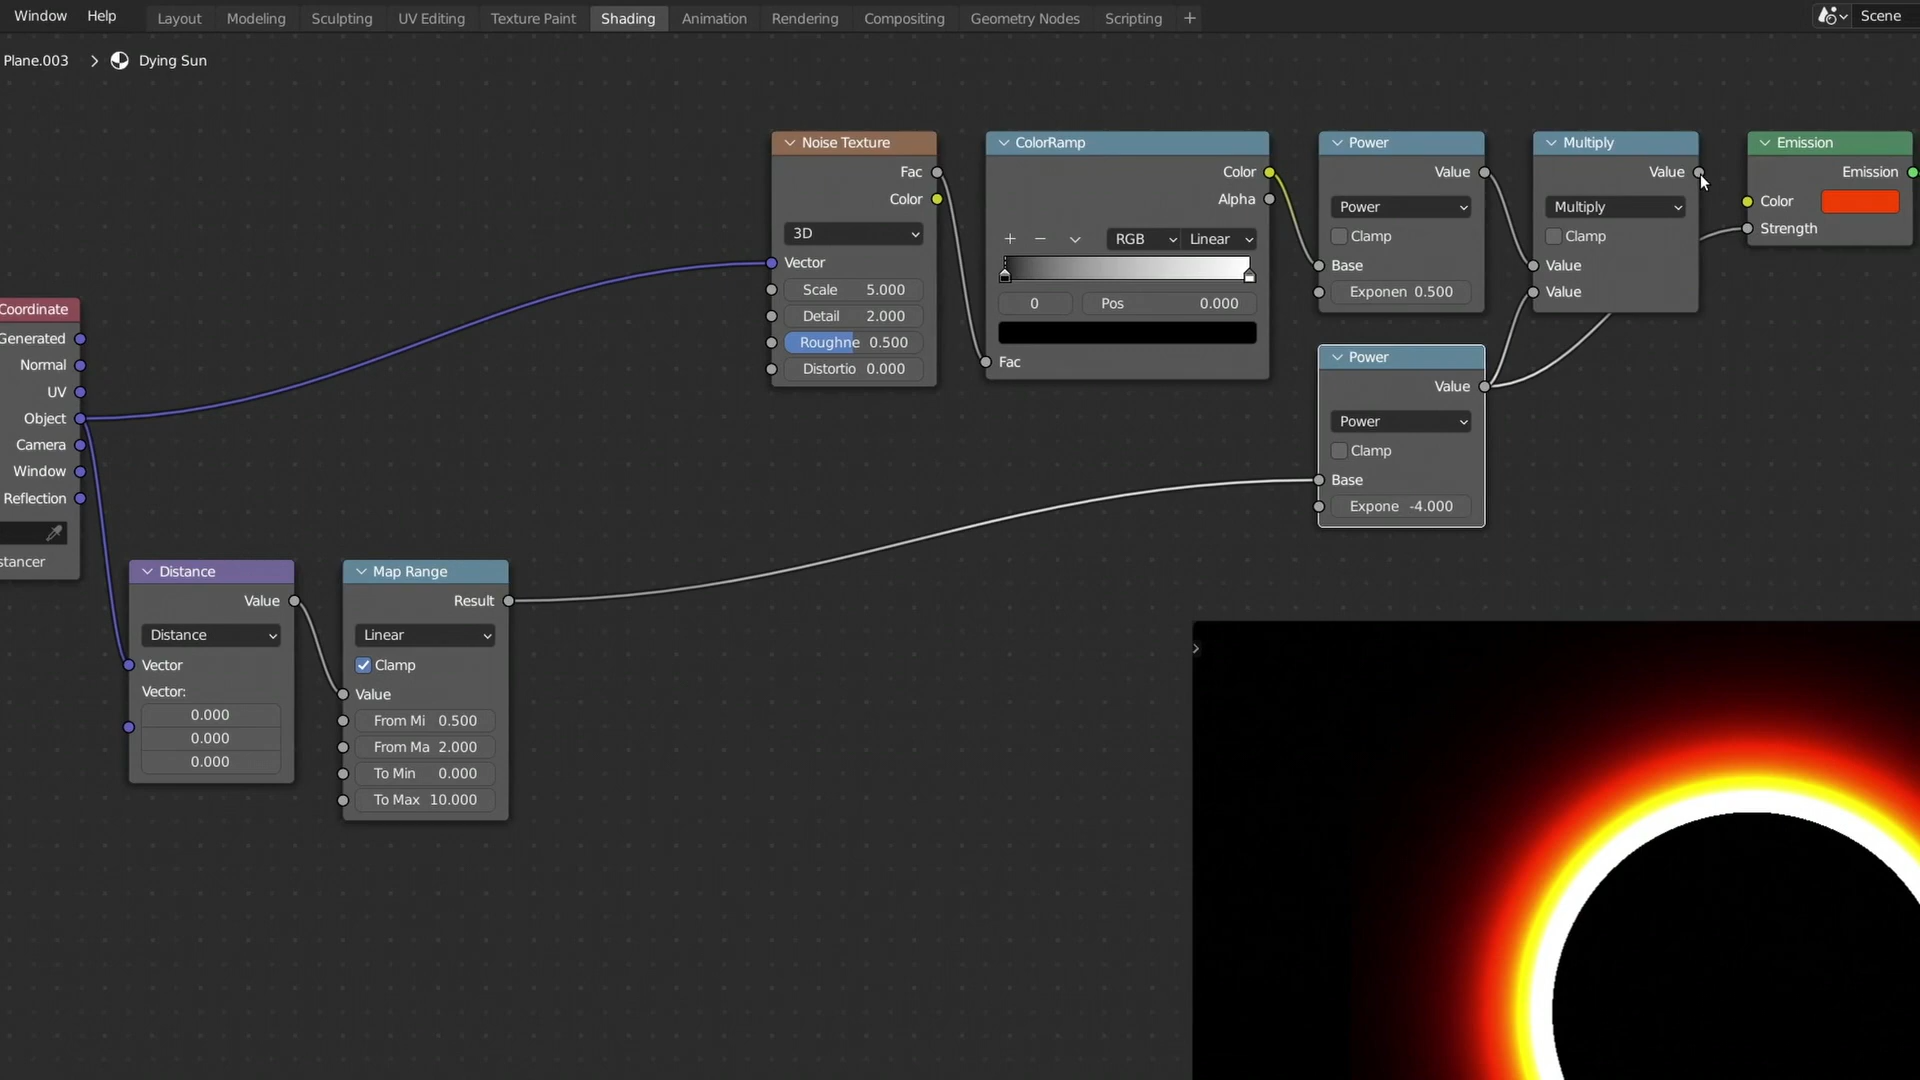 Window Help Layout Modeling Sculpting UV Editing Texture Paint Shading Animation Rendering Compositing Geometry Nodes Scripting + Scene
Plane.003 > Dying Sun
Coordinate
Generated
Normal
UV
Object
Camera
Window
Reflection
stancer
Distance
Value
Distance
Vector
Vector:
0.000
0.000
0.000
Map Range
Result
Linear
Clamp
Value
From Mi 0.500
From Ma 2.000
To Min 0.000
To Max 10.000
Noise Texture
Fac
Color
3D
Vector
Scale 5.000
Detail 2.000
Roughne 0.500
Distortio 0.000
ColorRamp
Color
Alpha
RGB Linear
0 Pos 0.000
Fac
Power
Value
Power
Clamp
Base
Exponen 0.500
Power
Value
Power
Clamp
Base
Expone -4.000
Multiply
Value
Multiply
Clamp
Value
Value
Emission
Emission
Color
Strength